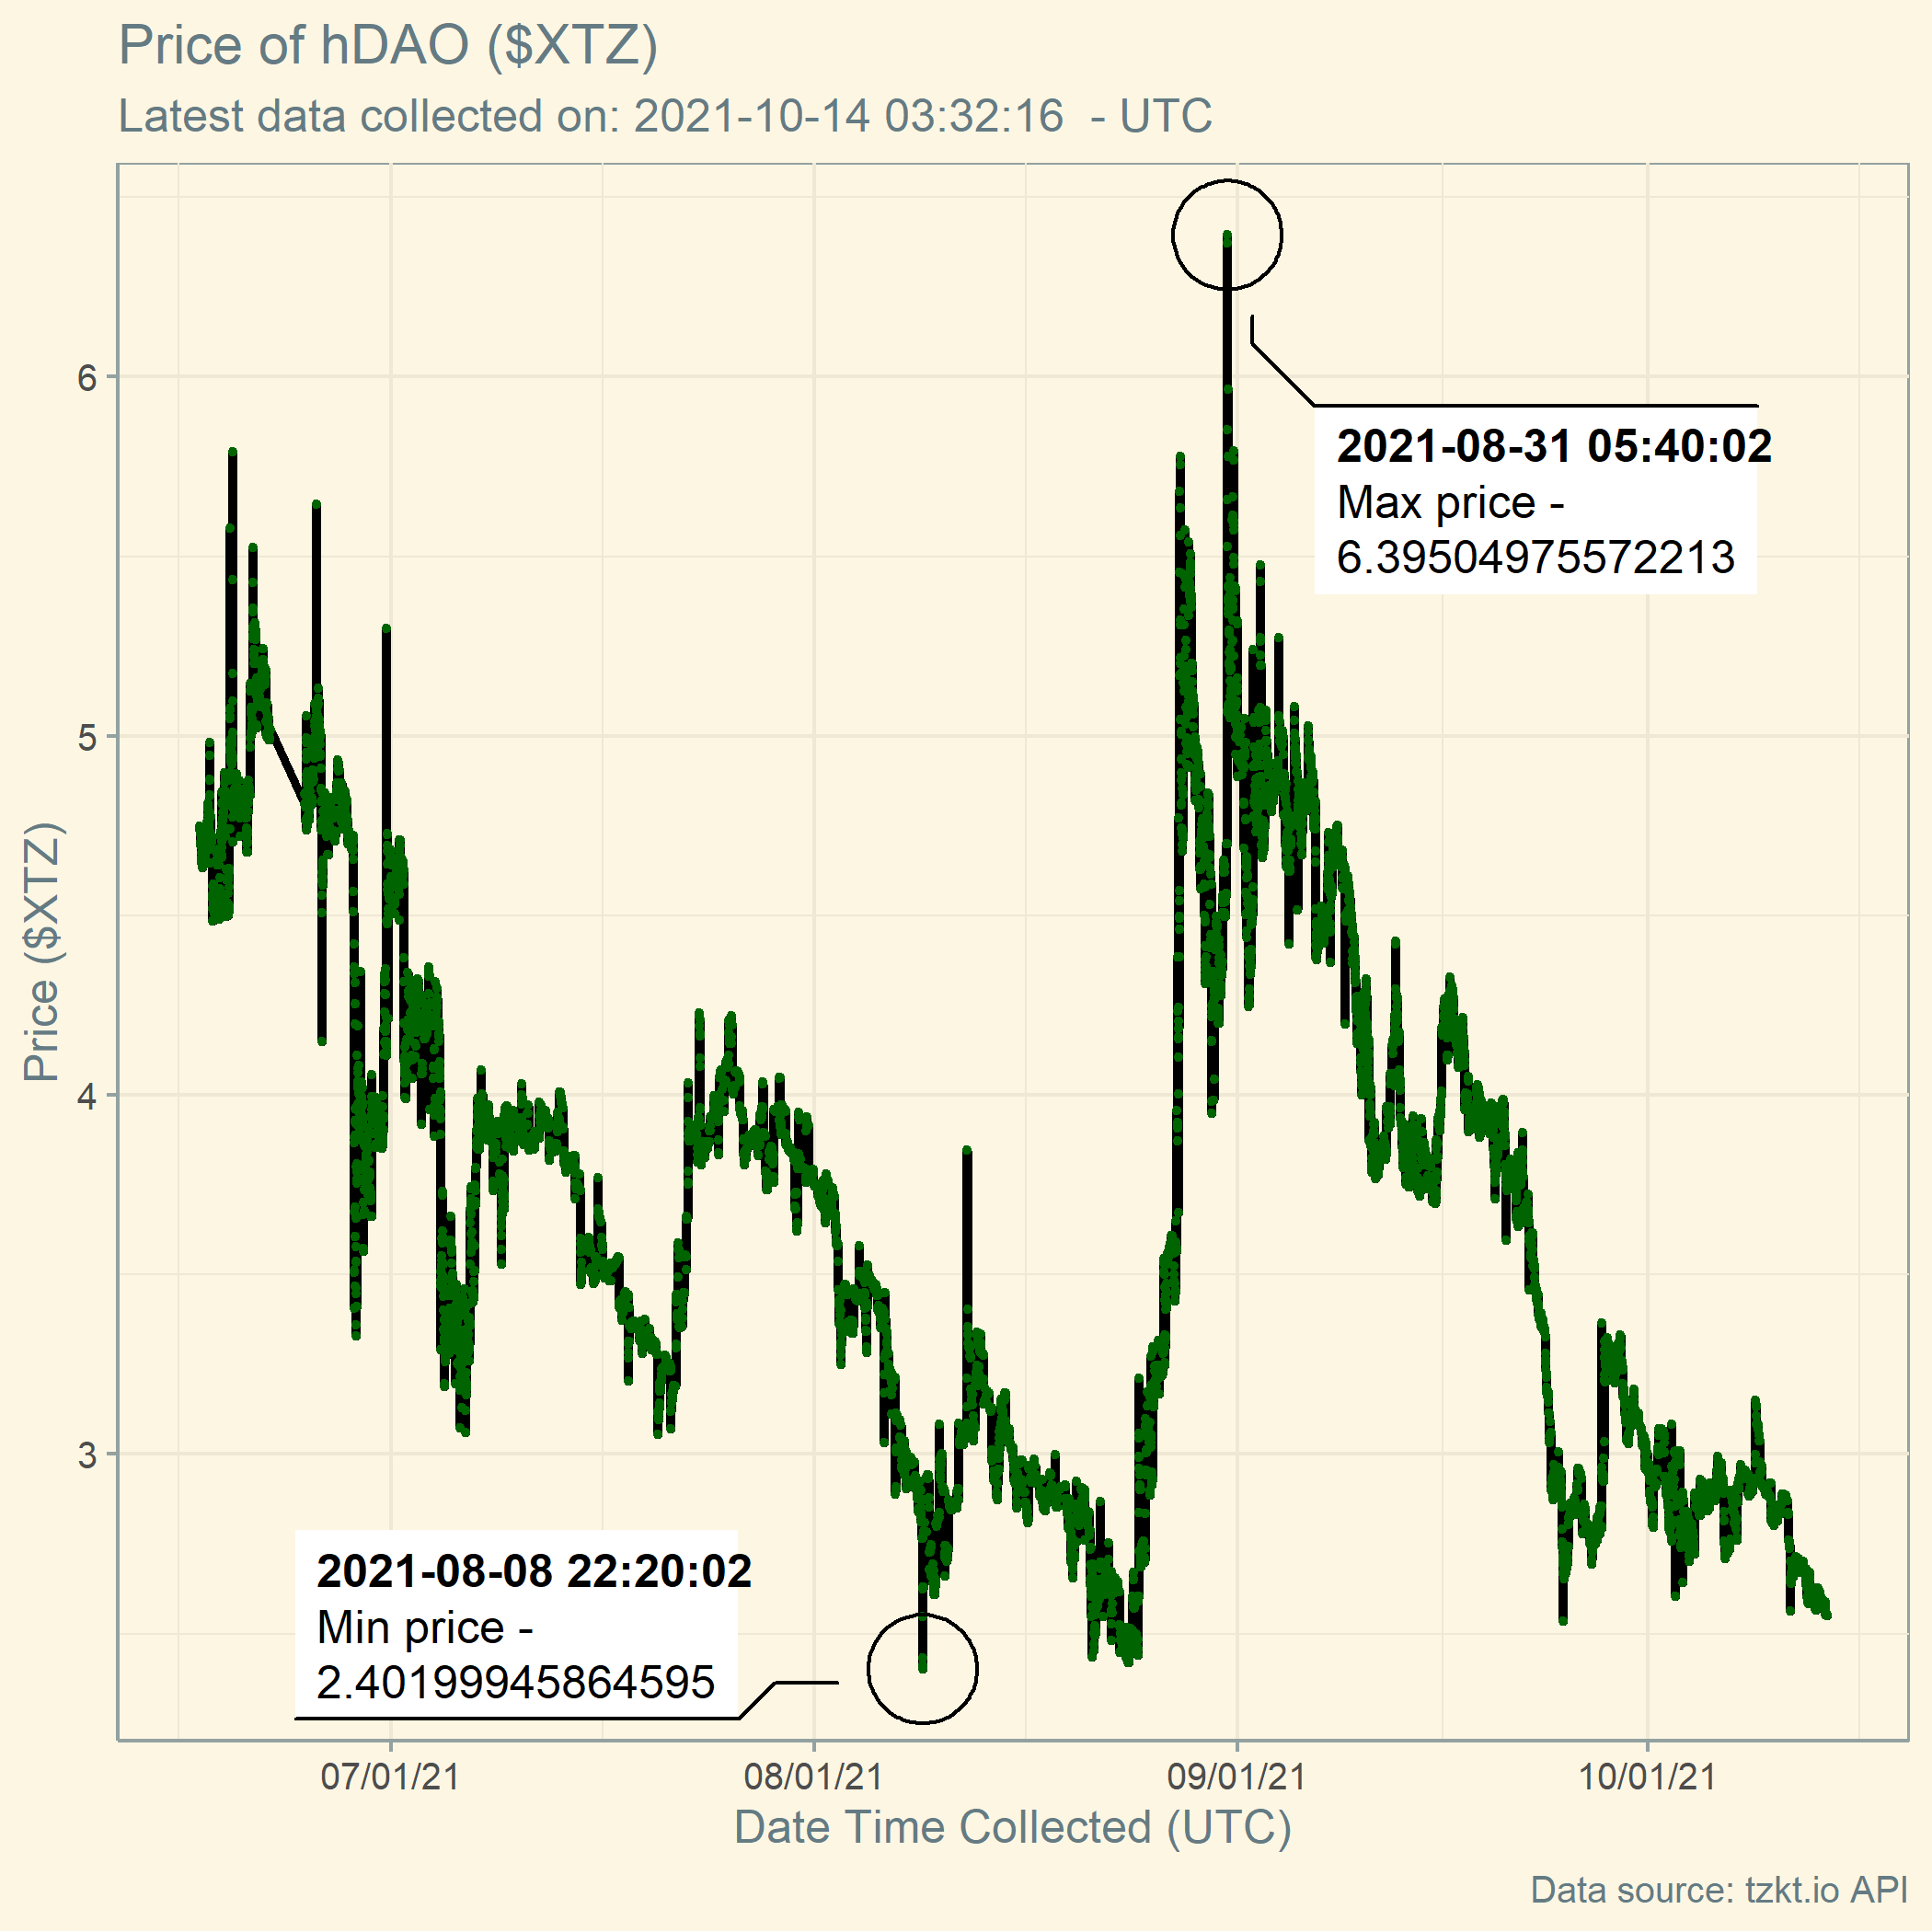 Price of hDAO ($XTZ)
Latest data collected on: 2021-10-14 03:32:16  - UTC
Price ($XTZ)
6
5
4
3
2021-08-31 05:40:02
Max price -
6.39504975572213
2021-08-08 22:20:02
Min price -
2.40199945864595
07/01/21
08/01/21
09/01/21
10/01/21
Date Time Collected (UTC)
Data source: tzkt.io API